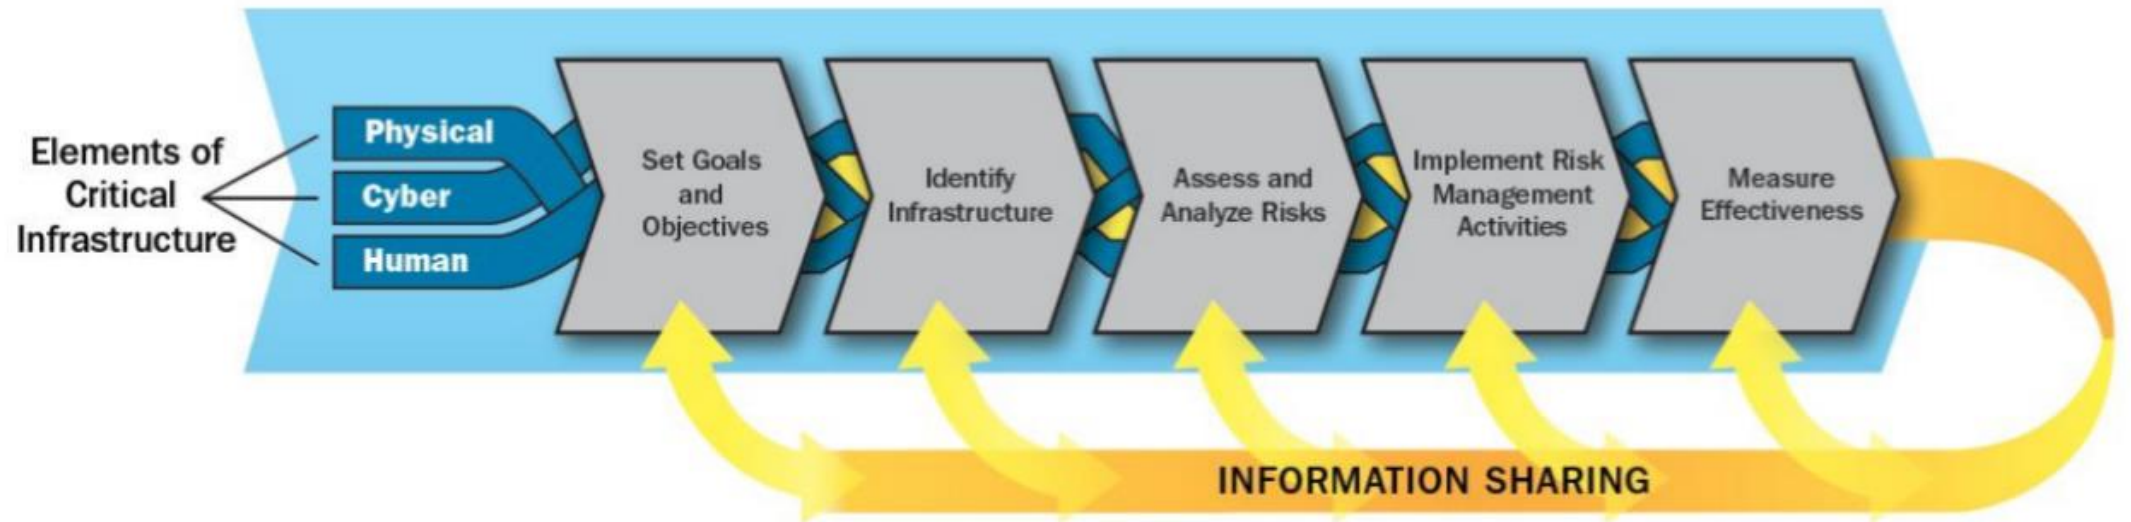 Elements of
Critical
Infrastructure
Physical
Cyber
Human
Set Goals
and
Objectives
Identify
Infrastructure
Assess and
Analyze Risks
Implement Risk
Management
Activities
Measure
Effectiveness
INFORMATION SHARING